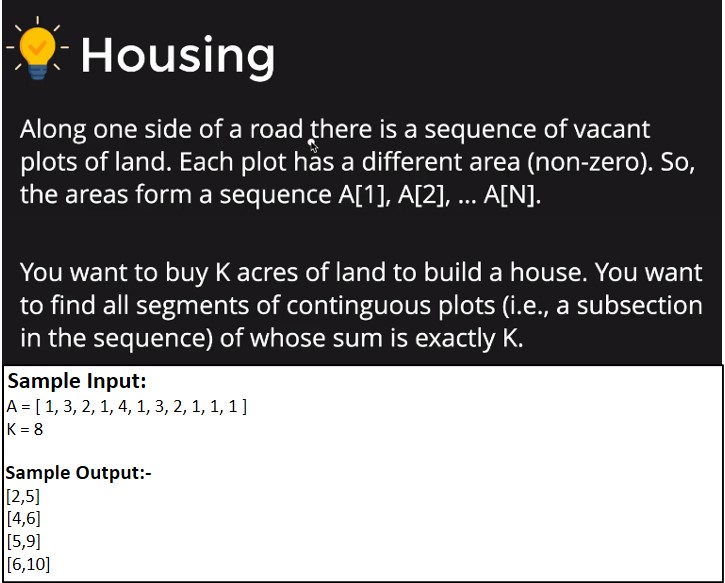 Housing
Along one side of a road there is a sequence of vacant
plots of land. Each plot has a different area (non-zero). So,
the areas form a sequence A[1], A[2], ... A[N].
You want to buy K acres of land to build a house. You want
to find all segments of continguous plots (i.e., a subsection
in the sequence) of whose sum is exactly K.
Sample Input:
A = [ 1, 3, 2, 1, 4, 1, 3, 2, 1, 1, 1 ]
K = 8
Sample Output:-
[2,5]
[4,6]
[5,9]
[6,10]